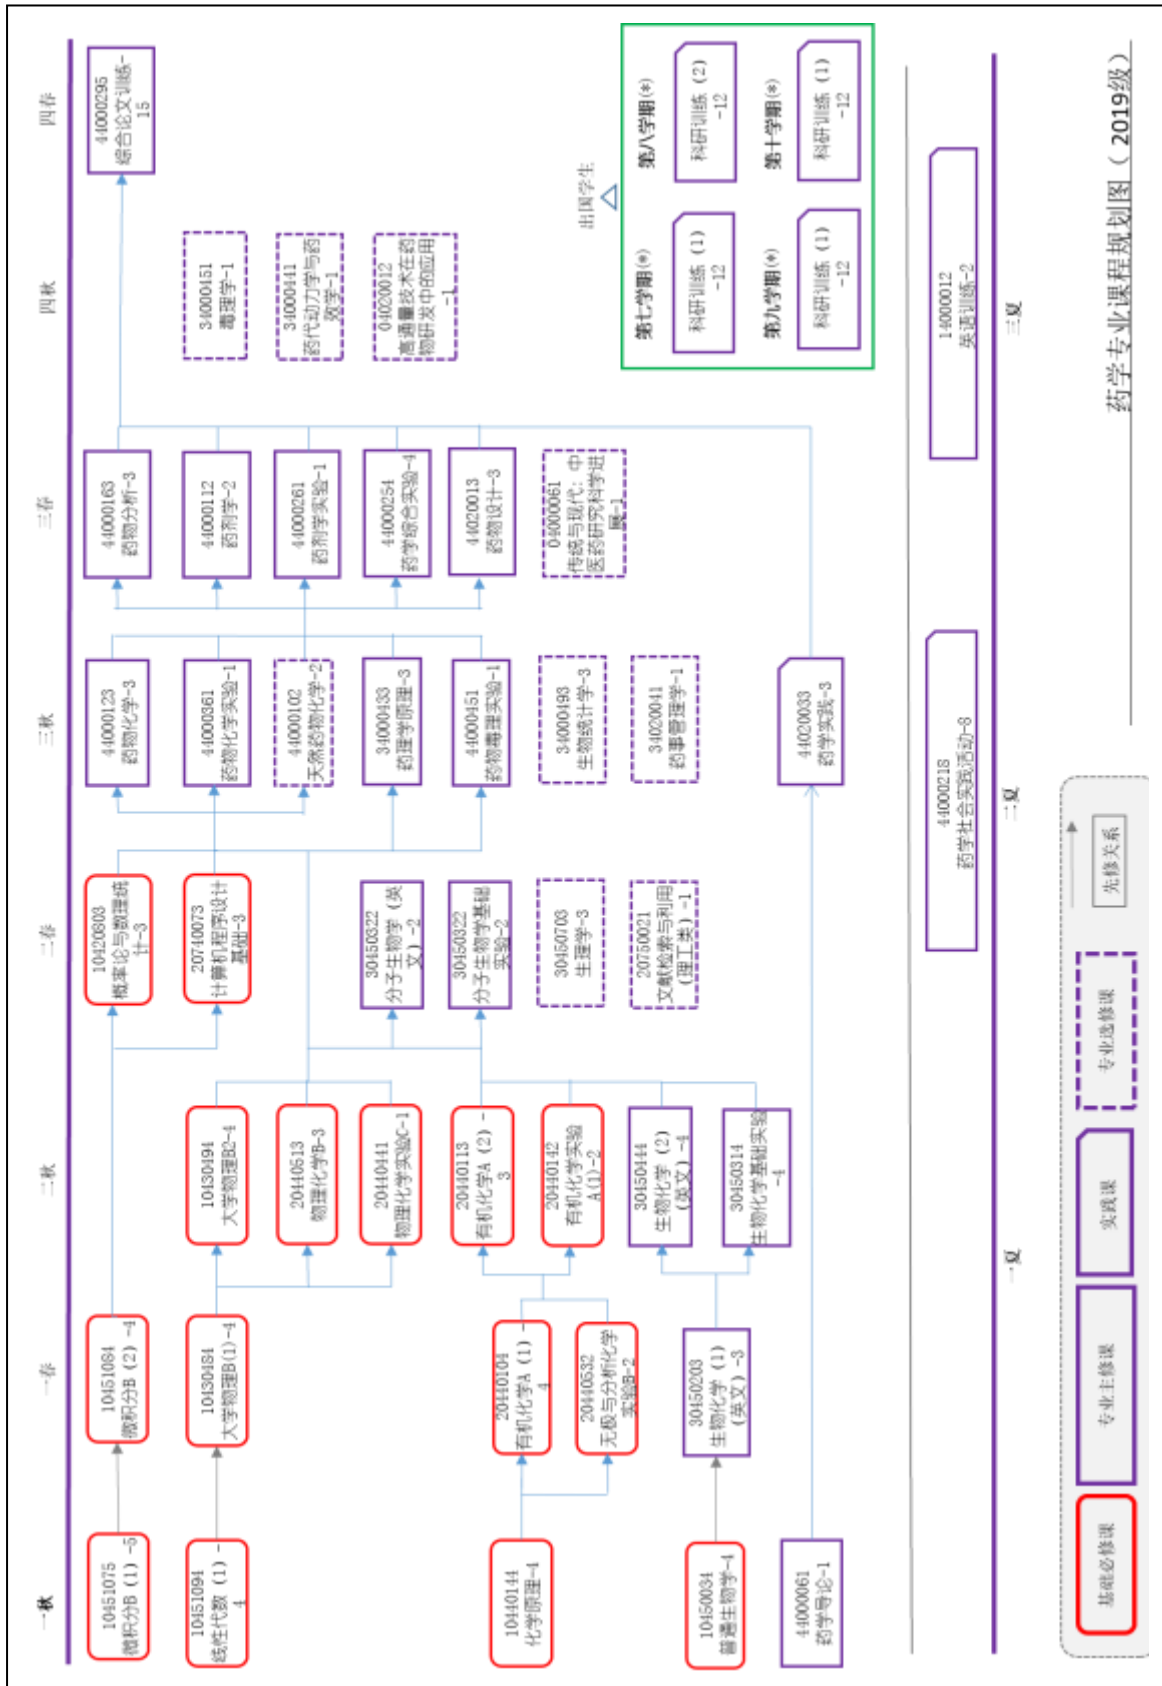 一秋
一春
二秋
二春
三秋
三春
四秋
四春
10451075
微积分B(1)-5
10451094
线性代数(1)-
4
10440144
化学原理-4
10450034
普通生物学-4
44000061
药学导论-1
10451084
微积分B(2)-4
10430484
大学物理B(1)-4
20440104
有机化学A(1)-
4
20440532
无极与分析化学
实验B-2
30450203
生物化学(1)
(英文)-3
10430494
大学物理B2-4
20440513
物理化学B-3
20440441
物理化学实验C-1
20440113
有机化学A(2)-
3
20440142
有机化学实验
A(1)-2
30450444
生物化学(2)
(英文)-4
30450314
生物化学基础实验
-4
10420803
概率论与数理统
计-3
20740073
计算机程序设计
基础-3
30450322
分子生物学(英
文)-2
30450322
分子生物学基础
实验-2
30450703
生理学-3
20750021
文献检索与利用
(理工类)-1
44000123
药物化学-3
44000361
药物化学实验-1
44000102
天然药物化学-2
34000433
药理学原理-3
44000451
药物毒理实验-1
34000493
生物统计学-3
34020041
药事管理学-1
44020033
药学实践-3
44000163
药物分析-3
44000112
药剂学-2
44000261
药剂学实验-1
44000254
药学综合实验-4
44020013
药物设计-3
04000061
传统与现代:中
医药研究科学进
展-1
34000451
毒理学-1
34000441
药代动力学与药
效学-1
04020012
高通量技术在药
物研发中的应用
-1
44000295
综合论文训练-
15
出国学生
第七学期(*)
第八学期(*)
科研训练(1)
-12
科研训练(2)
-12
第九学期(*)
第十学期(*)
科研训练(1)
-12
科研训练(1)
-12
44000218
药学社会实践活动-8
14000012
英语训练-2
一夏
二夏
三夏
基础必修课
专业主修课
实践课
专业选修课
先修关系
药学专业课程规划图(2019级)